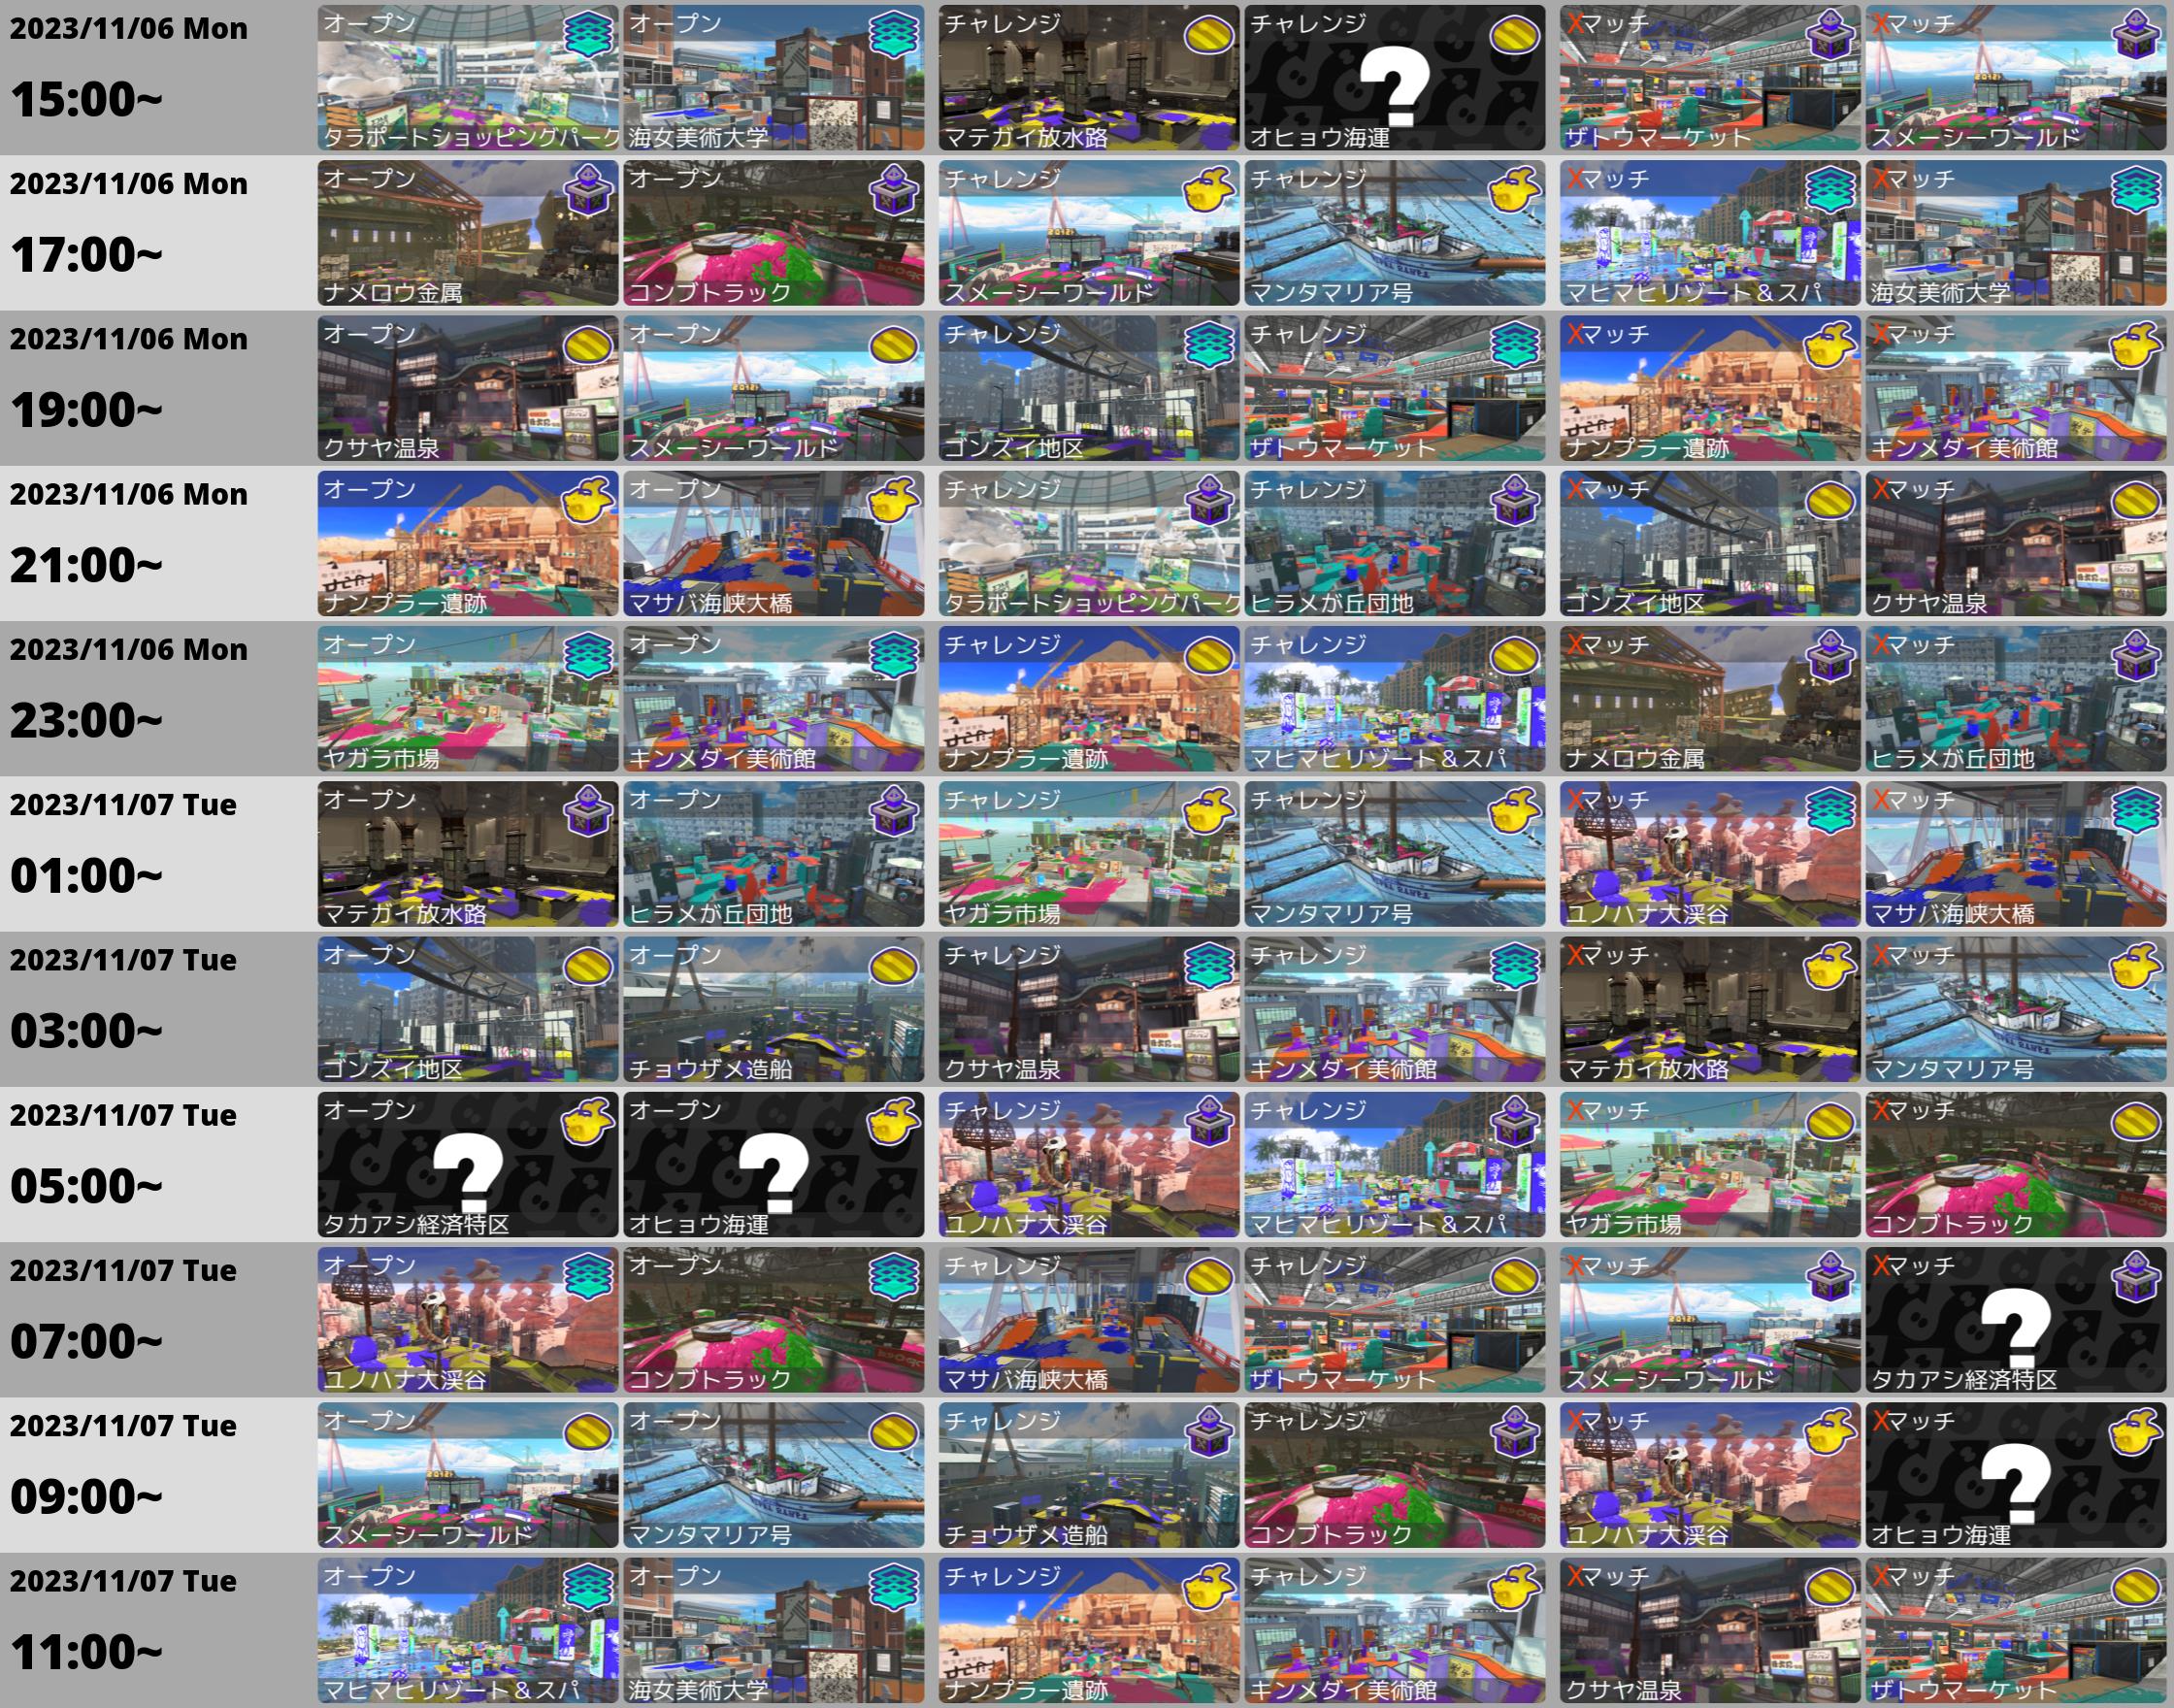 2023/11/06 Mon
15:00~
オープン
タラポートショッピングパーク
オープン
海女美術大学
チャレンジ
マテガイ放水路
チャレンジ
オヒョウ海運
Xマッチ
ザトウマーケット
Xマッチ
スメーシーワールド
2023/11/06 Mon
17:00~
オープン
ナメロウ金属
オープン
コンブトラック
チャレンジ
スメーシーワールド
チャレンジ
マンタマリア号
Xマッチ
マヒマヒリゾート＆スパ
Xマッチ
海女美術大学
2023/11/06 Mon
19:00~
オープン
クサヤ温泉
オープン
スメーシーワールド
チャレンジ
ゴンズイ地区
チャレンジ
ザトウマーケット
Xマッチ
ナンプラー遺跡
Xマッチ
キンメダイ美術館
2023/11/06 Mon
21:00~
オープン
ナンプラー遺跡
オープン
マサバ海峡大橋
チャレンジ
タラポートショッピングパーク
チャレンジ
ヒラメが丘団地
Xマッチ
ゴンズイ地区
Xマッチ
クサヤ温泉
2023/11/06 Mon
23:00~
オープン
ヤガラ市場
オープン
キンメダイ美術館
チャレンジ
ナンプラー遺跡
チャレンジ
マヒマヒリゾート＆スパ
Xマッチ
ナメロウ金属
Xマッチ
ヒラメが丘団地
2023/11/07 Tue
01:00~
オープン
マテガイ放水路
オープン
ヒラメが丘団地
チャレンジ
ヤガラ市場
チャレンジ
マンタマリア号
Xマッチ
ユノハナ大渓谷
Xマッチ
マサバ海峡大橋
2023/11/07 Tue
03:00~
オープン
ゴンズイ地区
オープン
チョウザメ造船
チャレンジ
クサヤ温泉
チャレンジ
キンメダイ美術館
Xマッチ
マテガイ放水路
Xマッチ
マンタマリア号
2023/11/07 Tue
05:00~
オープン
タカアシ経済特区
オープン
オヒョウ海運
チャレンジ
ユノハナ大渓谷
チャレンジ
マヒマヒリゾート＆スパ
Xマッチ
ヤガラ市場
Xマッチ
コンブトラック
2023/11/07 Tue
07:00~
オープン
ユノハナ大渓谷
オープン
コンブトラック
チャレンジ
マサバ海峡大橋
チャレンジ
ザトウマーケット
Xマッチ
スメーシーワールド
Xマッチ
タカアシ経済特区
2023/11/07 Tue
09:00~
オープン
スメーシーワールド
オープン
マンタマリア号
チャレンジ
チョウザメ造船
チャレンジ
コンブトラック
Xマッチ
ユノハナ大渓谷
Xマッチ
オヒョウ海運
2023/11/07 Tue
11:00~
オープン
マヒマヒリゾート＆スパ
オープン
海女美術大学
チャレンジ
ナンプラー遺跡
チャレンジ
キンメダイ美術館
Xマッチ
クサヤ温泉
Xマッチ
ザトウマーケット